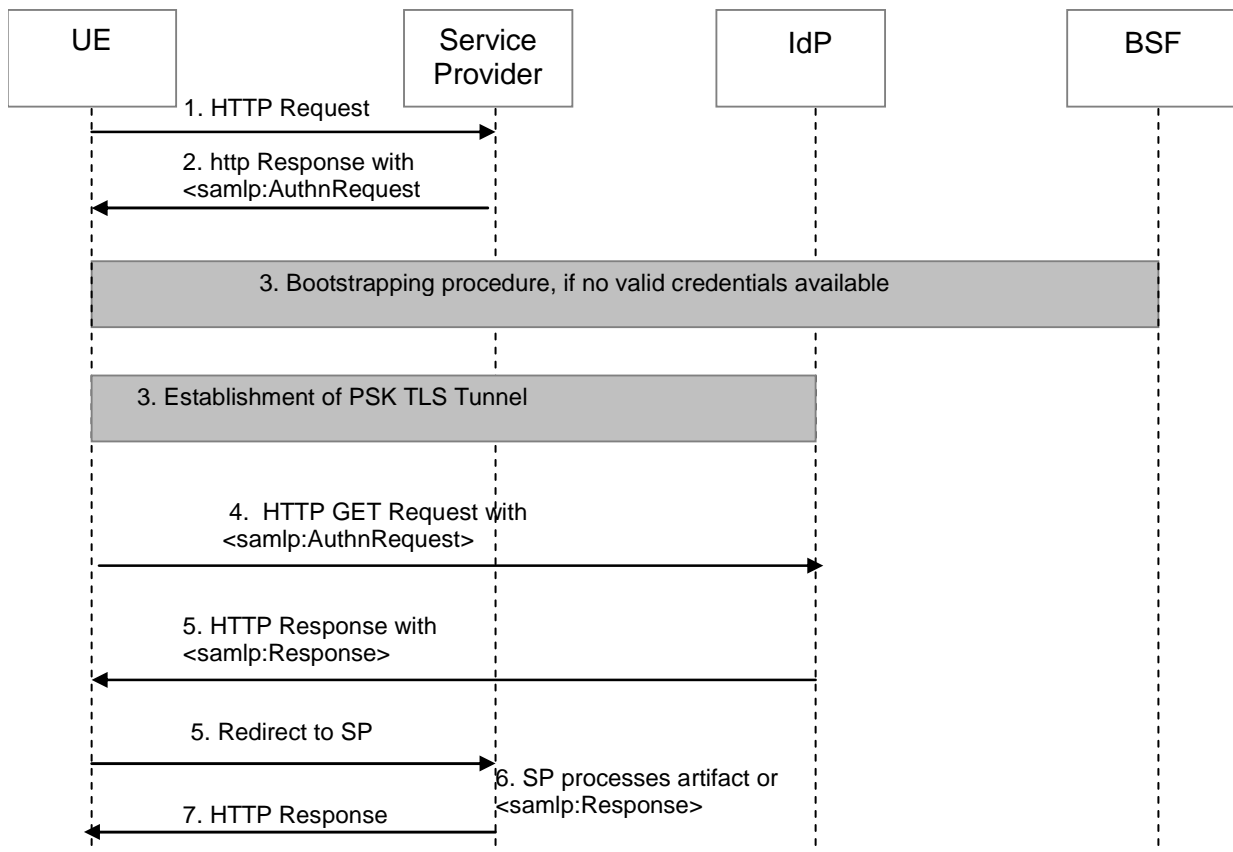 UE
Service
Provider
IdP
BSF
1. HTTP Request
2. http Response with
<samlp:AuthnRequest
3. Bootstrapping procedure, if no valid credentials available
3. Establishment of PSK TLS Tunnel
4. HTTP GET Request with
<samlp:AuthnRequest>
5. HTTP Response with
<samlp:Response>
5. Redirect to SP
6. SP processes artifact or
<samlp:Response>
7. HTTP Response